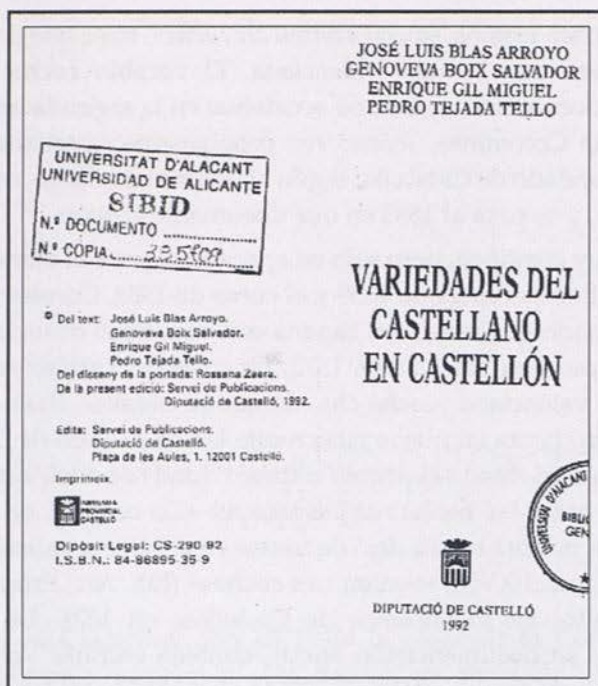 JOSÉ LUIS BLAS ARROYO
GENOVEVA BOIX SALVADOR
ENRIQUE GIL MIGUEL
PEDRO TEJADA TELLO
UNIVERSITAT D'ALACANT
UNIVERSIDAD DE ALICANTE
SIBID
N.º DOCUMENTO
N.º COPIA
VARIEDADES DEL
CASTELLANO
EN CASTELLÓN
© Del text: José Luis Blas Arroyo.
Genoveva Boix Salvador.
Enrique Gil Miguel.
Pedro Tejada Tello.
Del disseny de la portada: Rossana Zaera.
De la present edició: Servei de Publicacions.
Diputació de Castelló, 1992.
Edita: Servei de Publicacions.
Diputació de Castelló.
Plaça de les Aules, 1. 12001 Castelló.
Imprimeix:
Dipòsit Legal: CS-290-92
I.S.B.N.: 84-86895-35-9
DIPUTACIÓ DE CASTELLÓ
1992